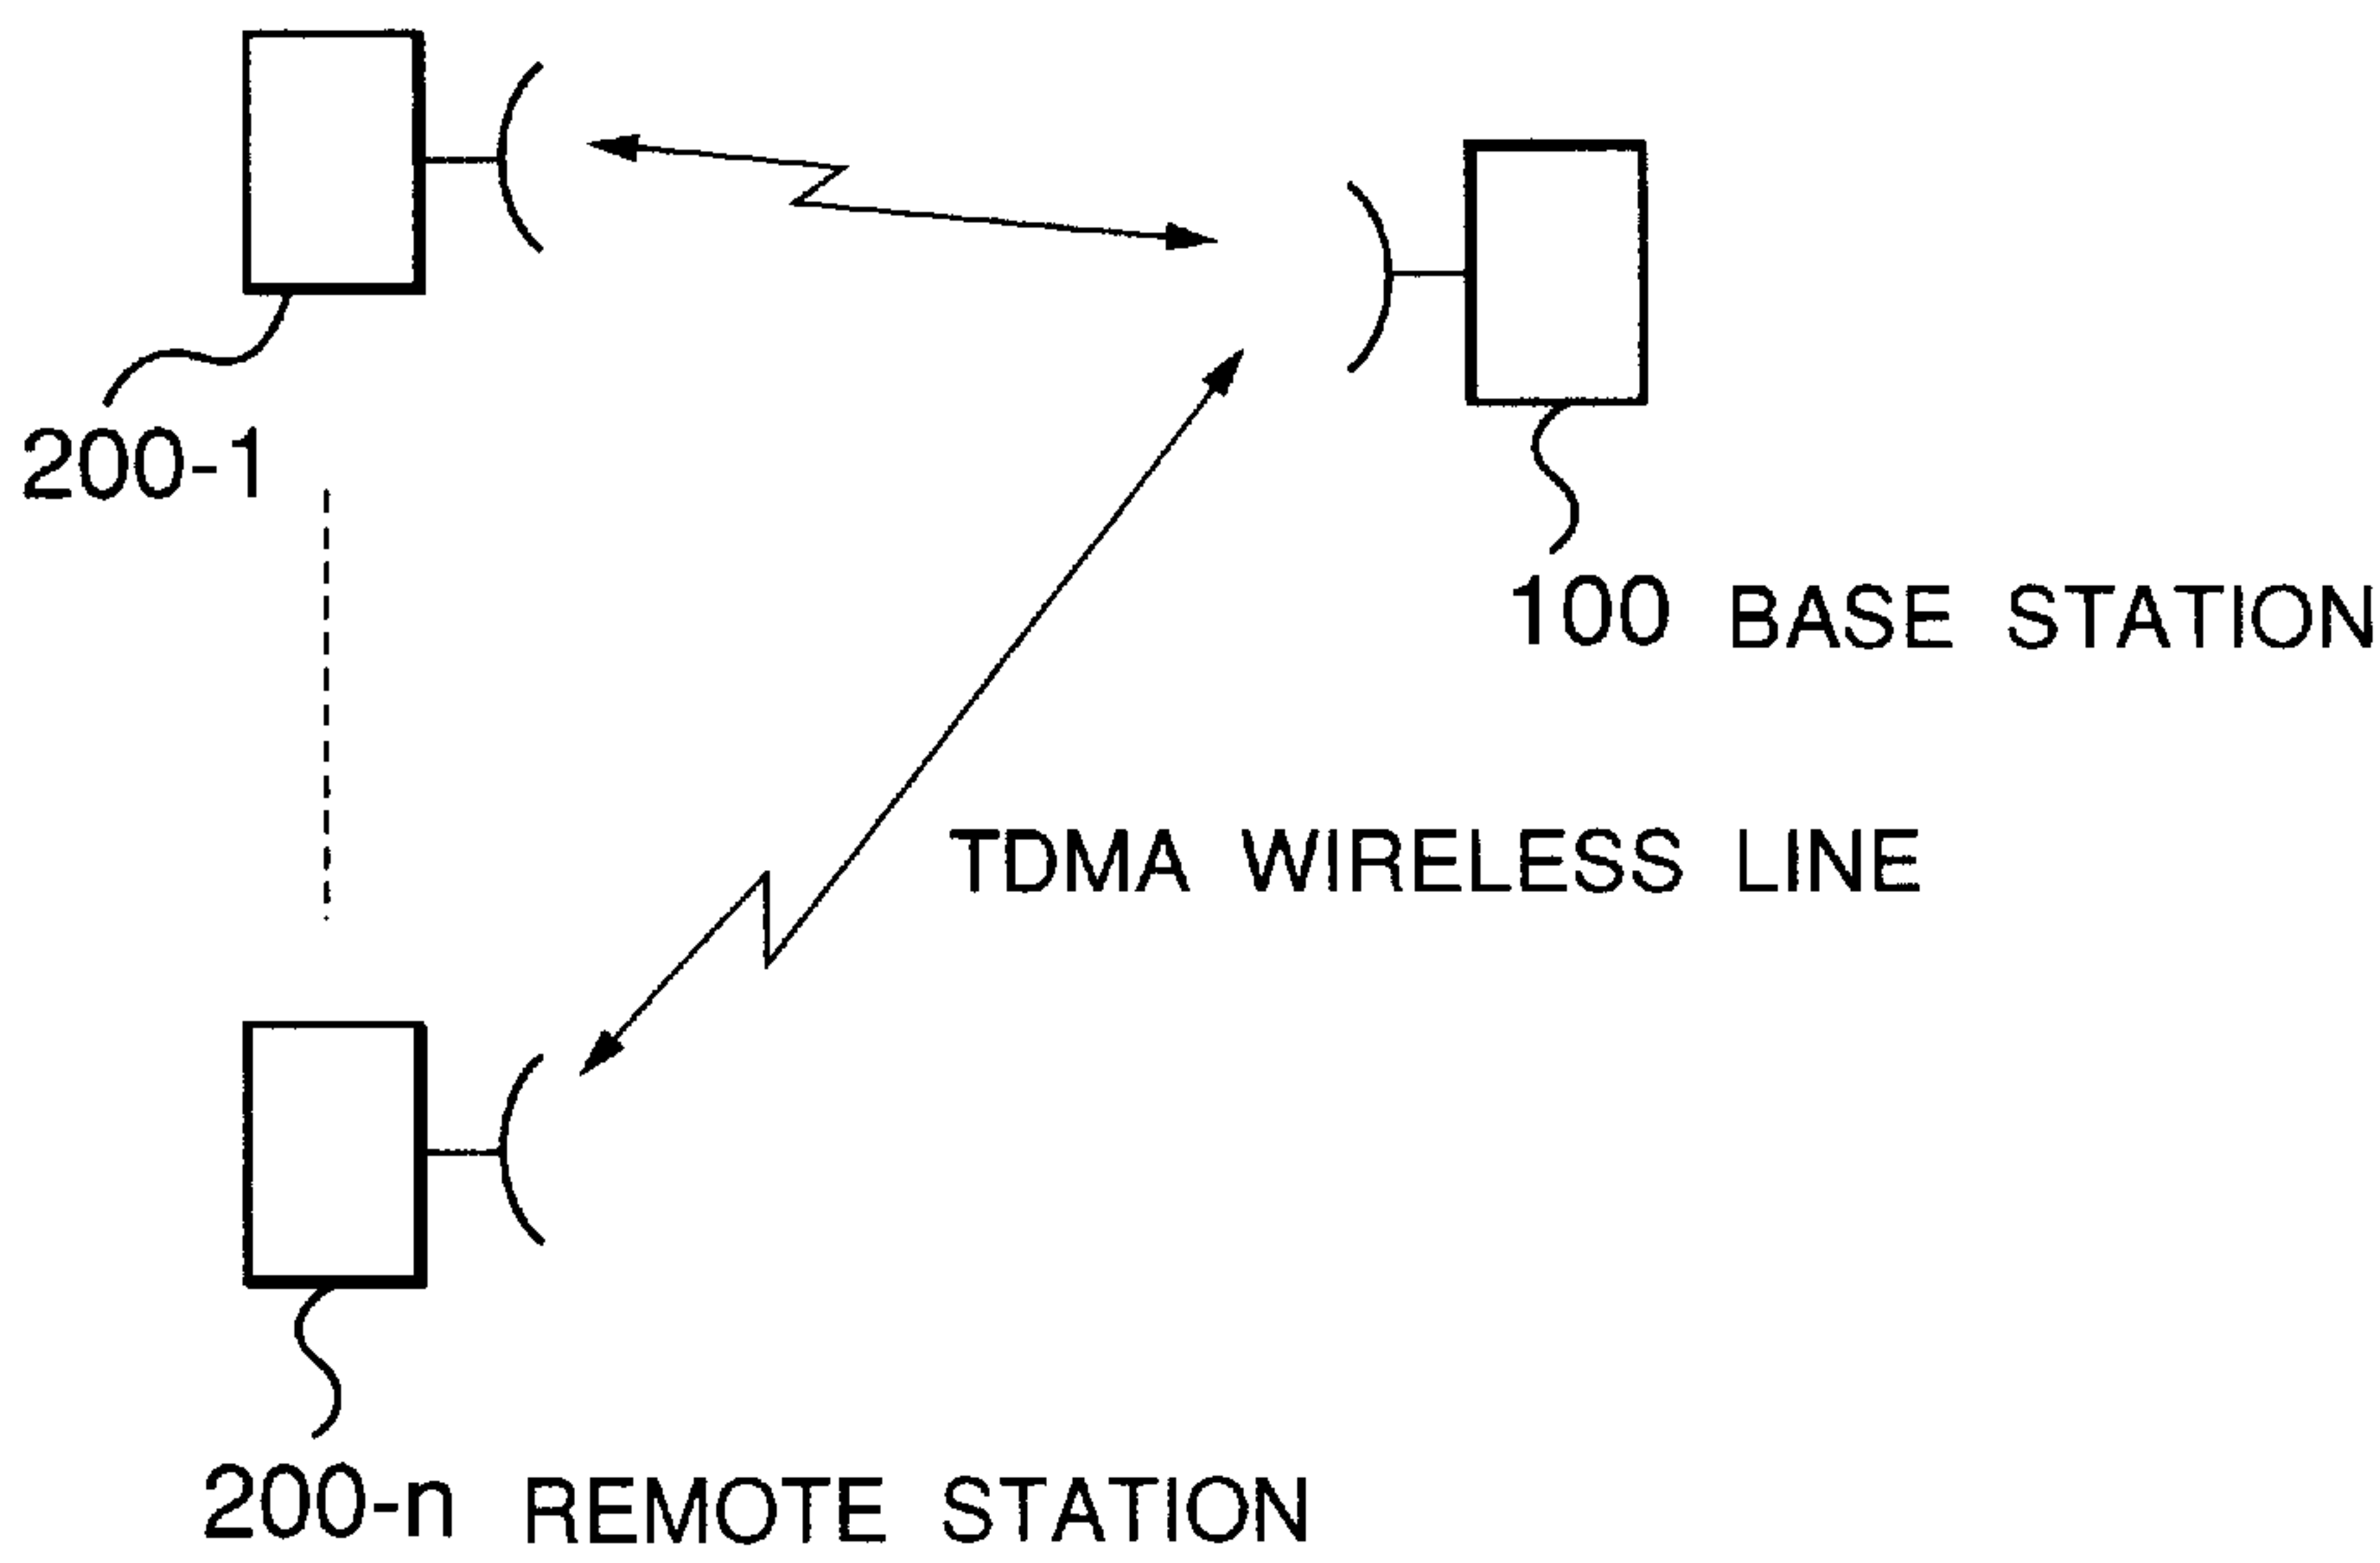 200-1
100 BASE STATION
TDMA WIRELESS LINE
200-n REMOTE STATION